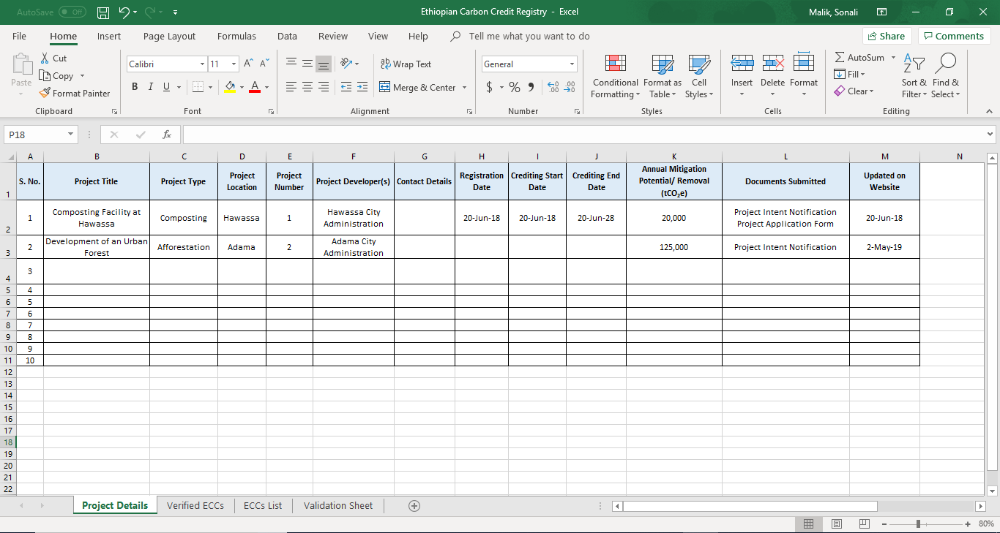 AutoSave Off
Ethiopian Carbon Credit Registry - Excel
Malik, Sonali
File Home Insert Page Layout Formulas Data Review View Help Tell me what you want to do
Share Comments
Paste
Cut
Copy
Format Painter
Clipboard
Calibri 11
B I U
Font
ab Wrap Text
Merge & Center
Alignment
General
$ % ,
Number
Conditional Formatting
Format as Table
Cell Styles
Styles
Insert Delete Format
Cells
AutoSum
Fill
Clear
Sort & Filter
Find & Select
Editing
P18 fx
A B C D E F G H I J K L M N
1 S. No. Project Title Project Type Project Location Project Number Project Developer(s) Contact Details Registration Date Crediting Start Date Crediting End Date Annual Mitigation Potential/ Removal (tCO₂e) Documents Submitted Updated on Website
2 1 Composting Facility at Hawassa Composting Hawassa 1 Hawassa City Administration 20-Jun-18 20-Jun-18 20-Jun-28 20,000 Project Intent Notification Project Application Form 20-Jun-18
3 2 Development of an Urban Forest Afforestation Adama 2 Adama City Administration 125,000 Project Intent Notification 2-May-19
4 3
5 4
6 5
7 6
8 7
9 8
10 9
11 10
12
13
14
15
16
17
18
19
20
21
22
Project Details Verified ECCs ECCs List Validation Sheet
80%